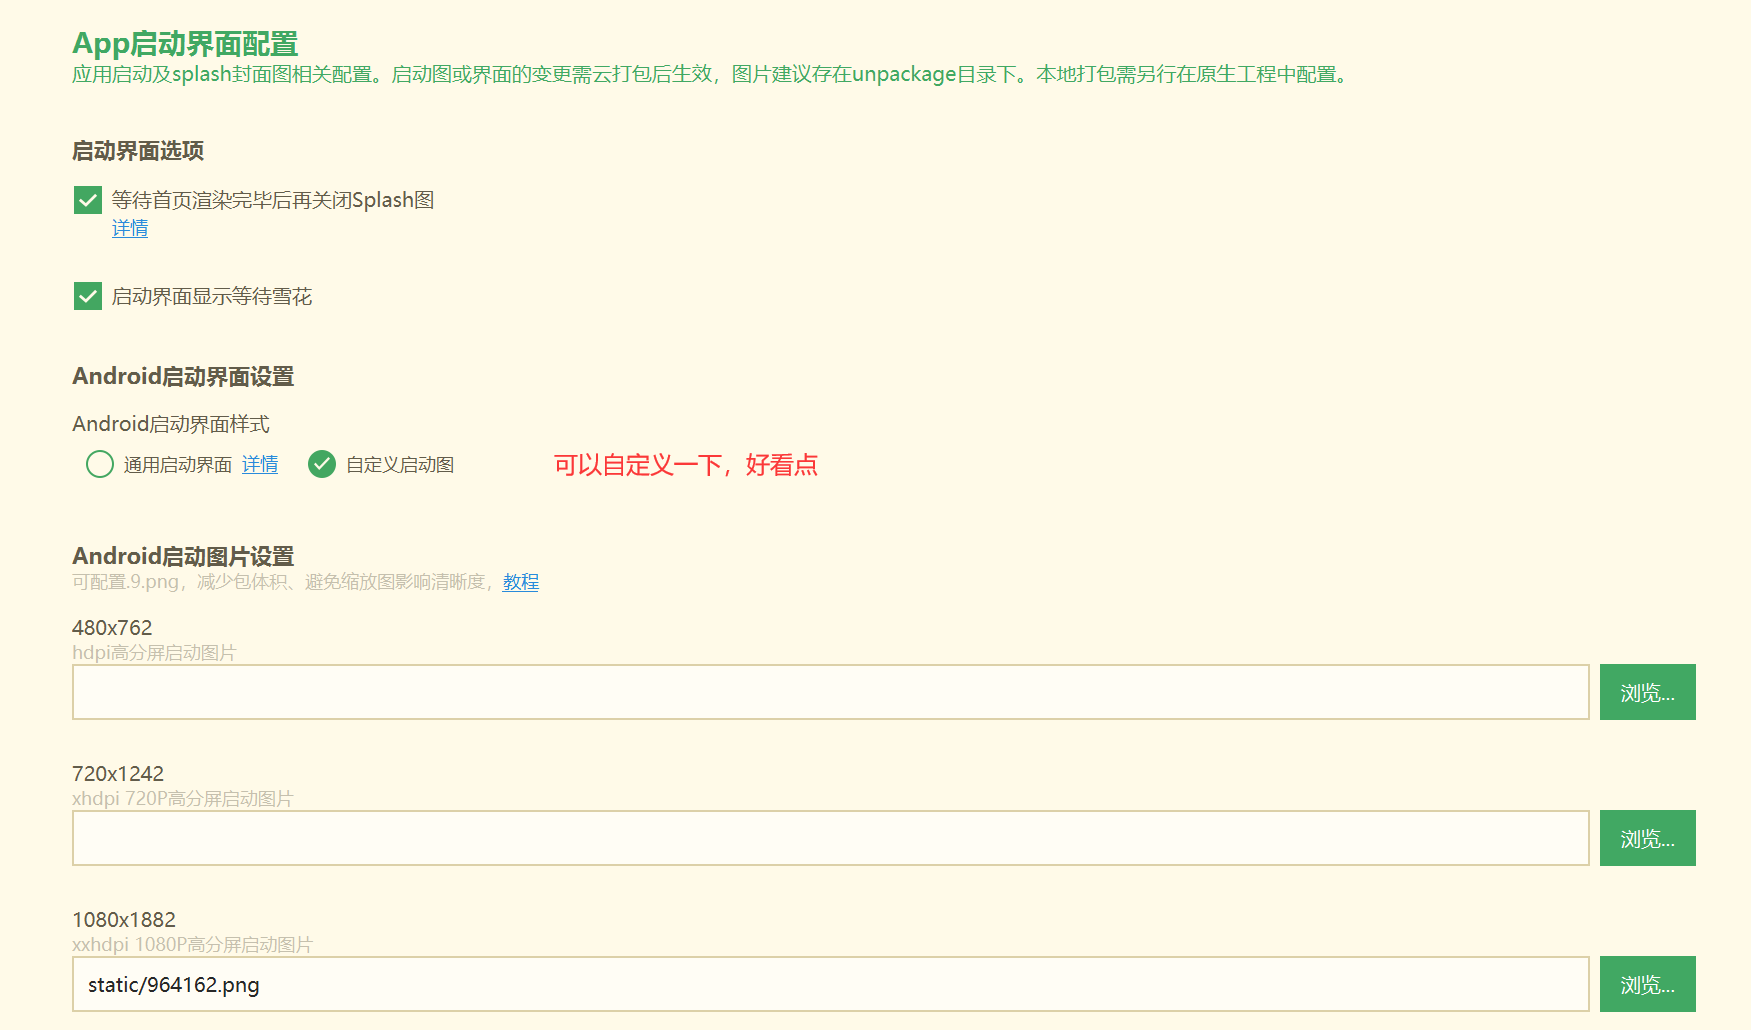 App启动界面配置
应用启动及splash封面图相关配置。启动图或界面的变更需云打包后生效，图片建议存在unpackage目录下。本地打包需另行在原生工程中配置。
启动界面选项
等待首页渲染完毕后再关闭Splash图
详情
启动界面显示等待雪花
Android启动界面设置
Android启动界面样式
通用启动界面 详情 自定义启动图 可以自定义一下，好看点
Android启动图片设置
可配置.9.png，减少包体积、避免缩放图影响清晰度，教程
480x762
hdpi高分屏启动图片
浏览...
720x1242
xhdpi 720P高分屏启动图片
浏览...
1080x1882
xxhdpi 1080P高分屏启动图片
static/964162.png 浏览...